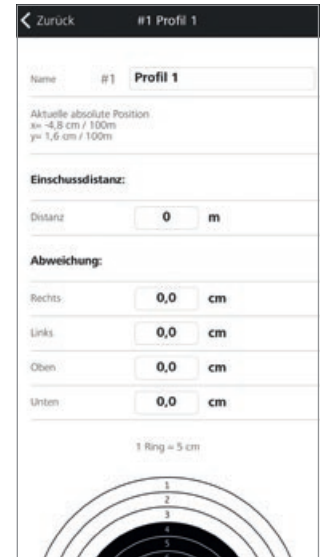 Zurück #1 Profil 1
Name #1 Profil 1
Aktuelle absolute Position
x= -4,8 cm / 100m
y= 1,6 cm / 100m
Einschussdistanz:
Distanz 0 m
Abweichung:
Rechts 0,0 cm
Links 0,0 cm
Oben 0,0 cm
Unten 0,0 cm
1 Ring = 5 cm
1
2
3
4
5